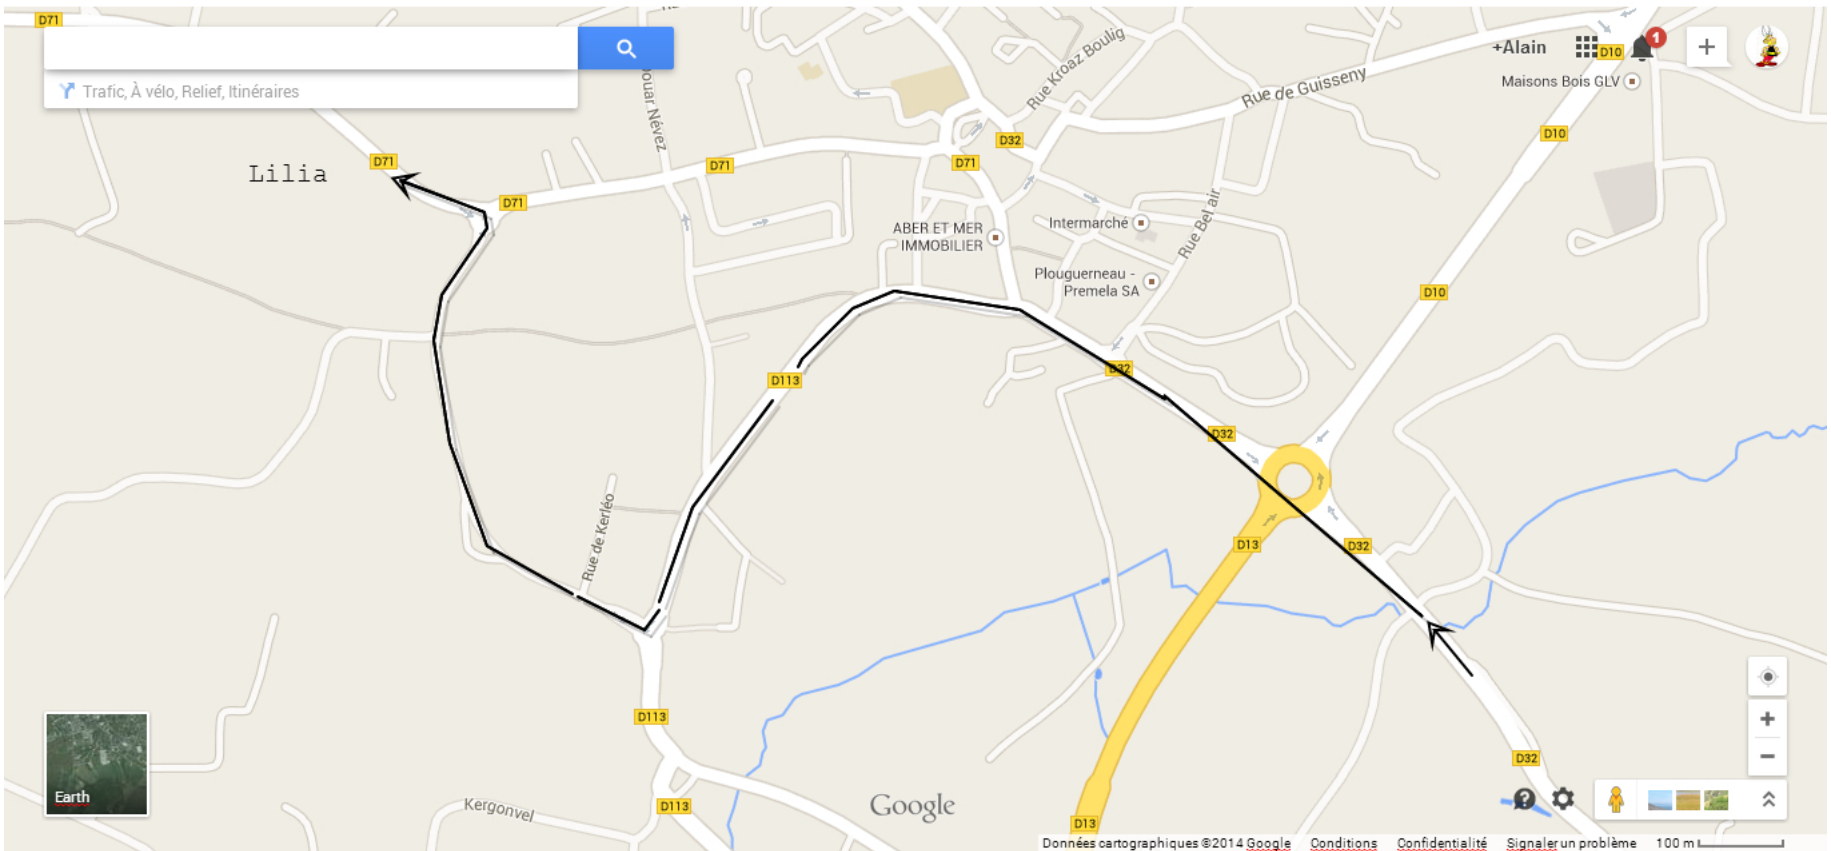 D71
Trafic, À vélo, Relief, Itinéraires
+Alain
1
D10
Maisons Bois GLV
Rue Kroaz Boulig
Rue de Guisseny
D10
ouar Névez
D32
D71
D71
D71
Lilia
D71
Intermarché
Rue Bel air
ABER ET MER
IMMOBILIER
Plouguerneau -
Premela SA
D10
D32
D113
D32
Rue de Kerléo
D13
D32
D113
D32
Earth
Kergonvel
D113
Google
D13
Données cartographiques ©2014 Google Conditions Confidentialité Signaler un problème 100 m